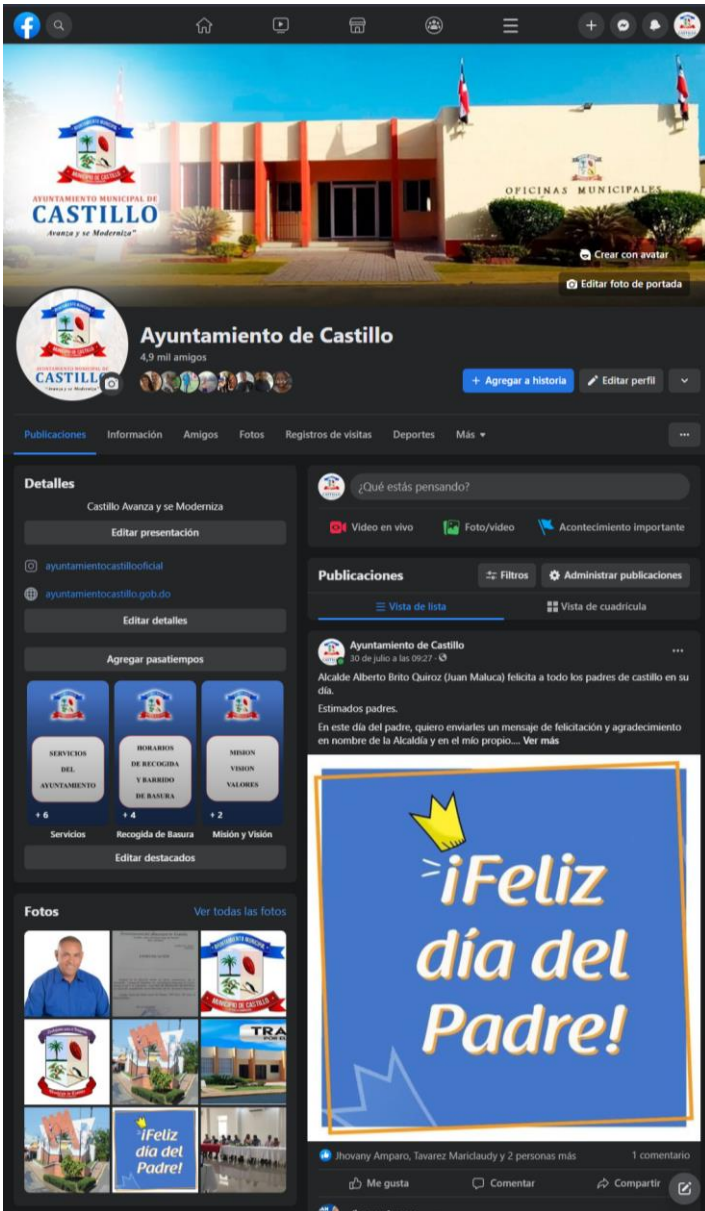 AYUNTAMIENTO MUNICIPAL DE
CASTILLO
Avanza y se Moderniza"
OFICINAS MUNICIPALES
Crear con avatar
Editar foto de portada
Ayuntamiento de Castillo
4,9 mil amigos
+ Agregar a historia
Editar perfil
Publicaciones
Información
Amigos
Fotos
Registros de visitas
Deportes
Más
Detalles
Castillo Avanza y se Moderniza
Editar presentación
ayuntamientocastillooficial
ayuntamientocastillo.gob.do
Editar detalles
Agregar pasatiempos
SERVICIOS
DEL
AYUNTAMIENTO
+ 6
Servicios
HORARIOS
DE RECOGIDA
Y BARRIDO
DE BASURA
+ 4
Recogida de Basura
MISION
VISION
VALORES
+ 2
Misión y Visión
Editar destacados
Fotos
Ver todas las fotos
AYUNTAMIENTO MUNICIPAL
MUNICIPIO DE CASTILLO
TRA
¡Feliz
día del
Padre!
¿Qué estás pensando?
Video en vivo
Foto/video
Acontecimiento importante
Publicaciones
Filtros
Administrar publicaciones
Vista de lista
Vista de cuadrícula
Ayuntamiento de Castillo
30 de julio a las 09:27
Alcalde Alberto Brito Quiroz (Juan Maluca) felicita a todo los padres de castillo en su
día.
Estimados padres.
En este día del padre, quiero enviarles un mensaje de felicitación y agradecimiento
en nombre de la Alcaldía y en el mío propio.... Ver más
¡Feliz
día del
Padre!
Jhovany Amparo, Tavarez Mariclaudy y 2 personas más
1 comentario
Me gusta
Comentar
Compartir